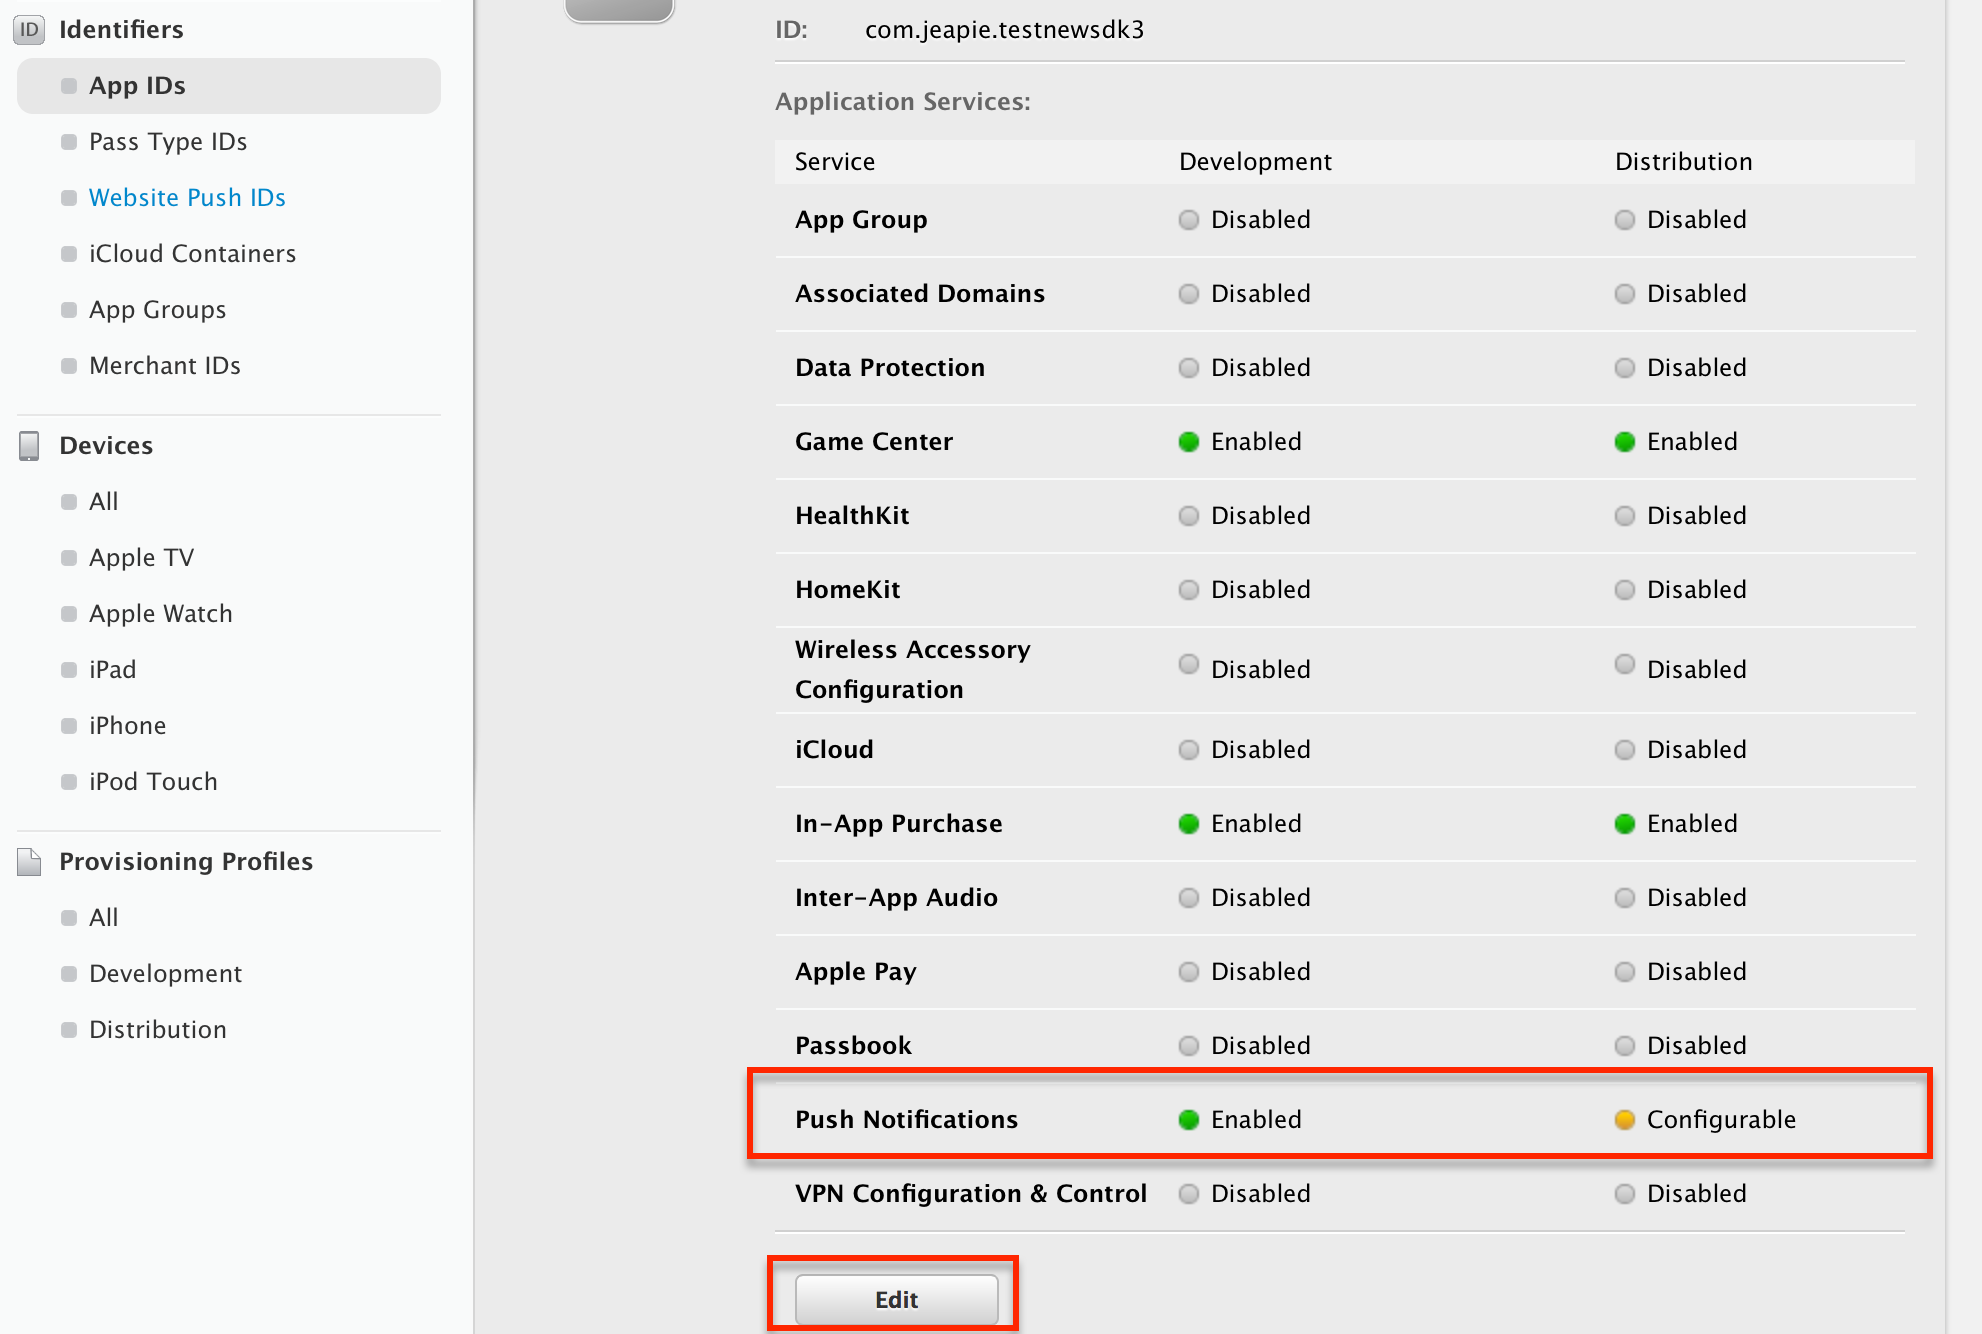 ID Identifiers
App IDs
Pass Type IDs
Website Push IDs
iCloud Containers
App Groups
Merchant IDs
Devices
All
Apple TV
Apple Watch
iPad
iPhone
iPod Touch
Provisioning Profiles
All
Development
Distribution
ID: com.jeapie.testnewsdk3
Application Services:
Service Development Distribution
App Group Disabled Disabled
Associated Domains Disabled Disabled
Data Protection Disabled Disabled
Game Center Enabled Enabled
HealthKit Disabled Disabled
HomeKit Disabled Disabled
Wireless Accessory
Configuration Disabled Disabled
iCloud Disabled Disabled
In-App Purchase Enabled Enabled
Inter-App Audio Disabled Disabled
Apple Pay Disabled Disabled
Passbook Disabled Disabled
Push Notifications Enabled Configurable
VPN Configuration & Control Disabled Disabled
Edit